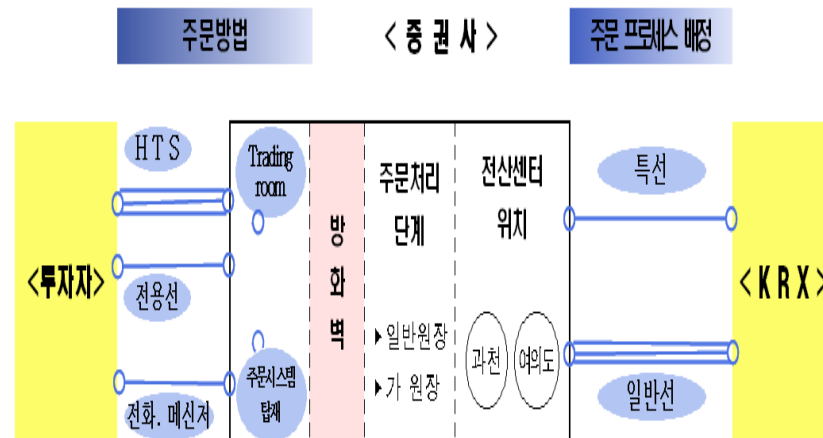 주문방법
<증 권 사>
주문 프로세스 배정
HTS
Trading
room
주문처리
단계
전산센터
위치
특선
방
화
벽
<투자자>
전용선
<KRX>
▶일반원장
▶가 원장
과천
여의도
주문시스템
탑재
전화. 메신저
일반선